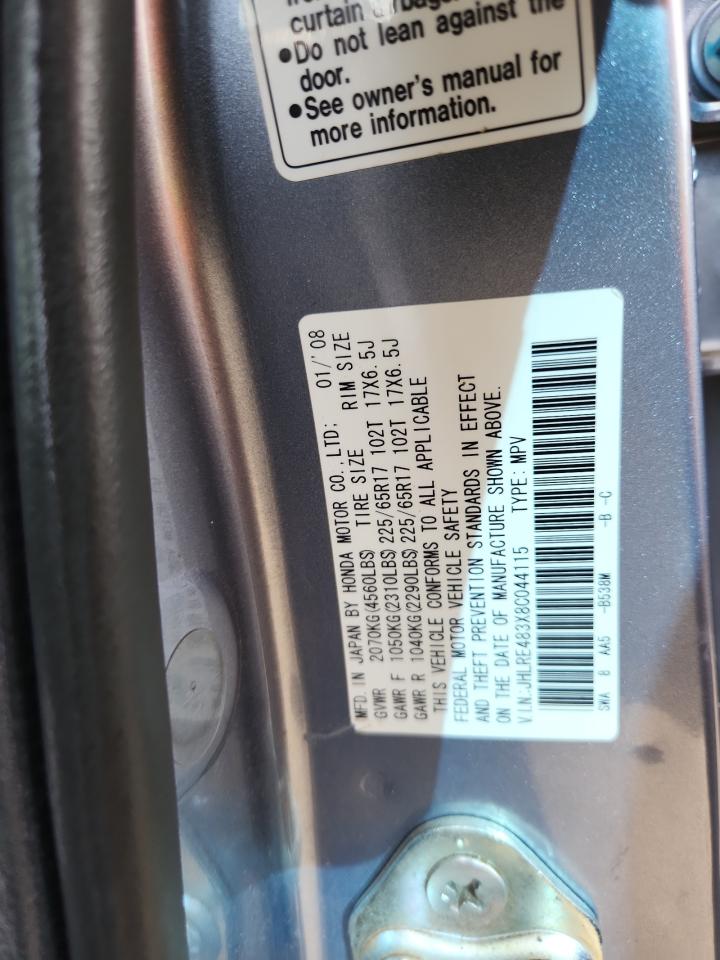 curtain airbag.
●Do not lean against the
door.
●See owner's manual for
more information.
MFD. IN JAPAN BY HONDA MOTOR CO., LTD: 01/'08
GVWR 2070KG(4560LBS) TIRE SIZE RIM SIZE
GAWR F 1050KG(2310LBS)225/65R17 102T 17X6.5J
GAWR R 1040KG(2290LBS)225/65R17 102T 17X6.5J
THIS VEHICLE CONFORMS TO ALL APPLICABLE
FEDERAL MOTOR VEHICLE SAFETY
AND THEFT PREVENTION STANDARDS IN EFFECT
ON THE DATE OF MANUFACTURE SHOWN ABOVE.
V.I.N:JHLRE483X8C044115 TYPE: MPV
SWA 8 AA5 -B538M -B -C